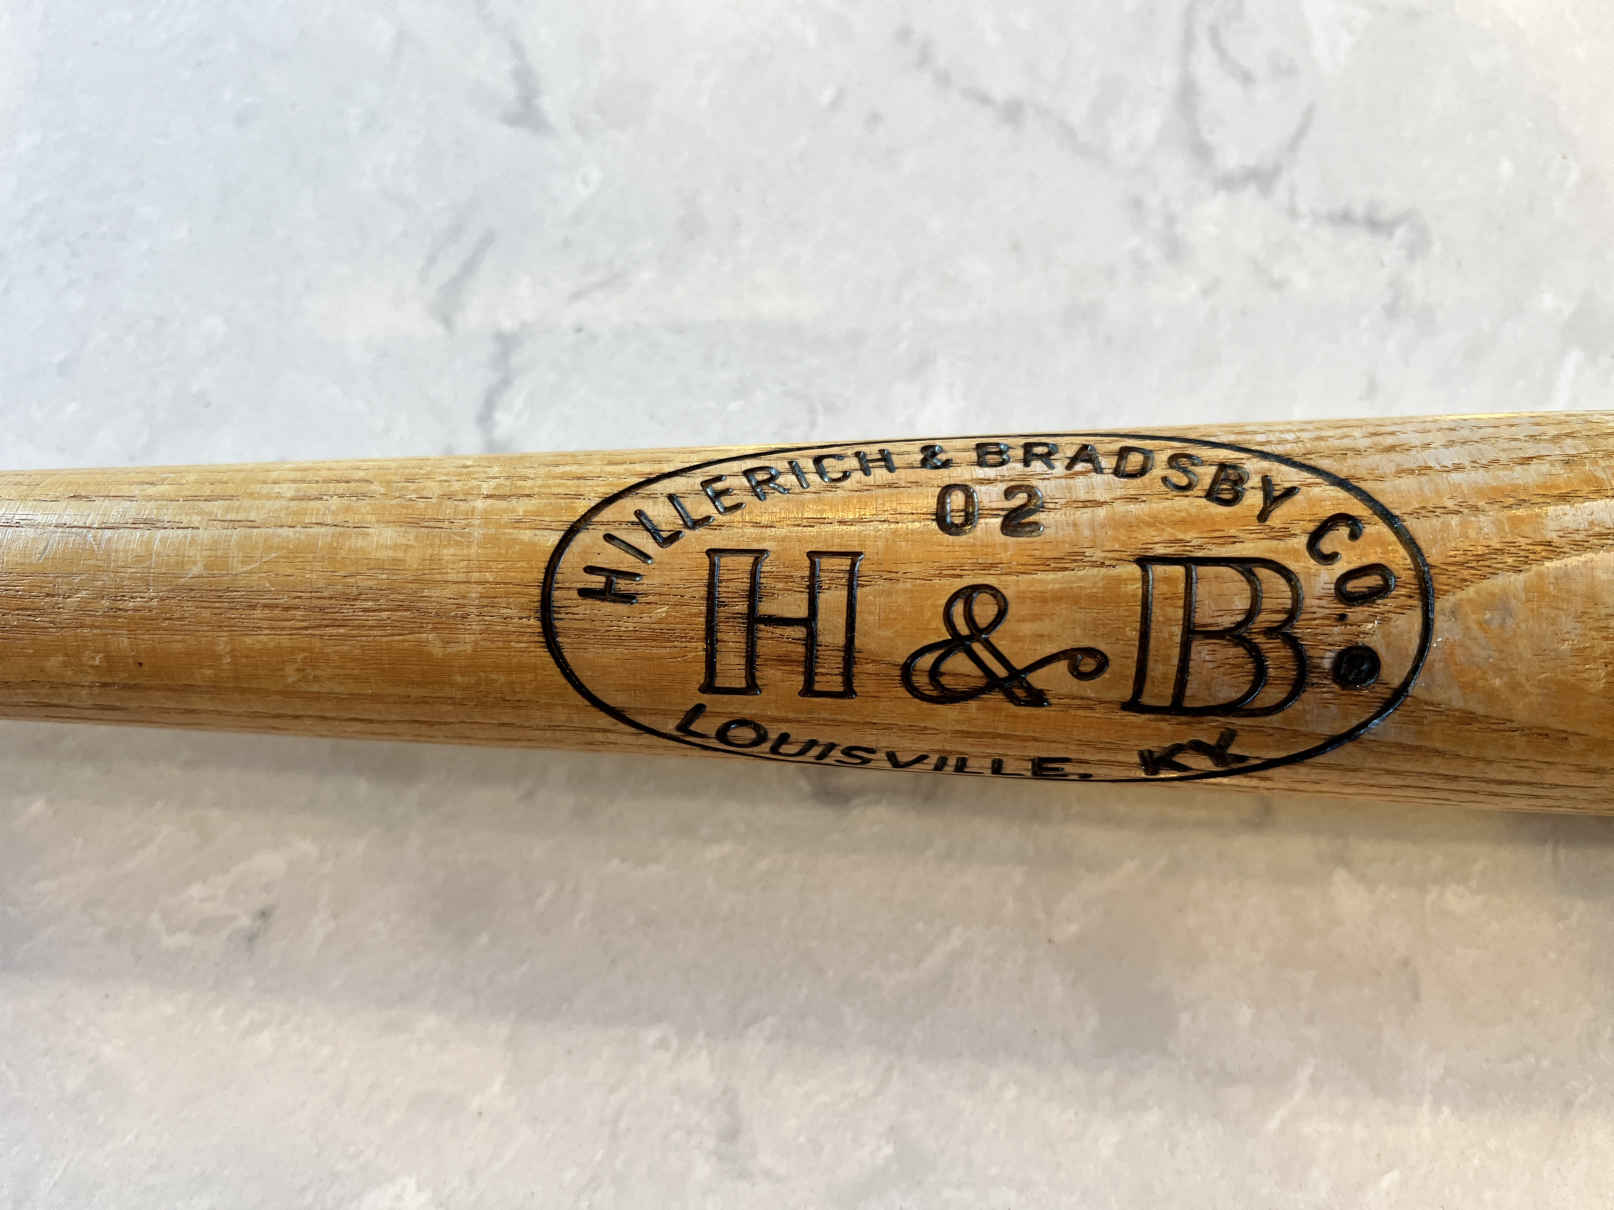 HILLERICH & BRADSBY CO.
02
H & B ®
LOUISVILLE, KY